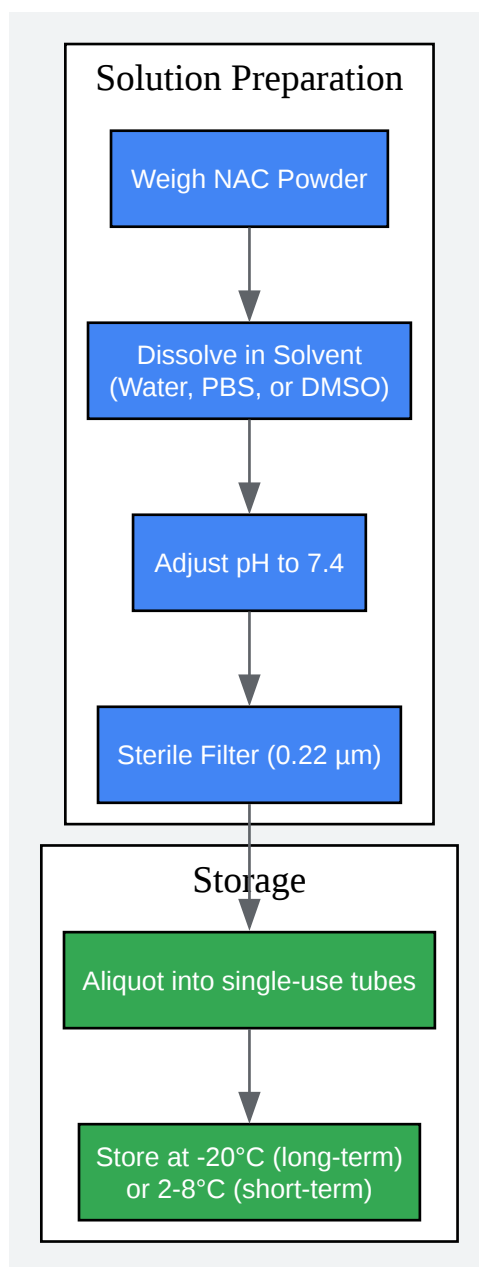 Solution Preparation
Weigh NAC Powder
Dissolve in Solvent
(Water, PBS, or DMSO)
Adjust pH to 7.4
Sterile Filter (0.22 µm)
Storage
Aliquot into single-use tubes
Store at -20°C (long-term)
or 2-8°C (short-term)